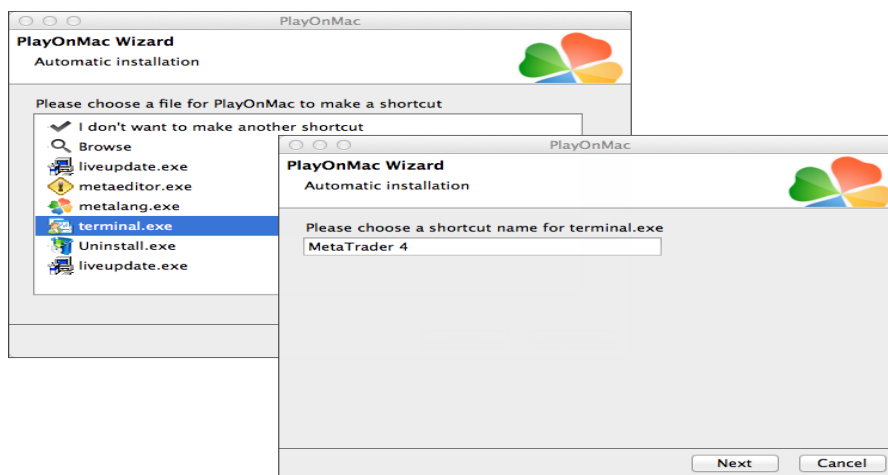 PlayOnMac
PlayOnMac Wizard
Automatic installation
Please choose a file for PlayOnMac to make a shortcut
I don't want to make another shortcut
Browse
liveupdate.exe
metaeditor.exe
metalang.exe
terminal.exe
Uninstall.exe
liveupdate.exe
PlayOnMac
PlayOnMac Wizard
Automatic installation
Please choose a shortcut name for terminal.exe
MetaTrader 4
Next Cancel